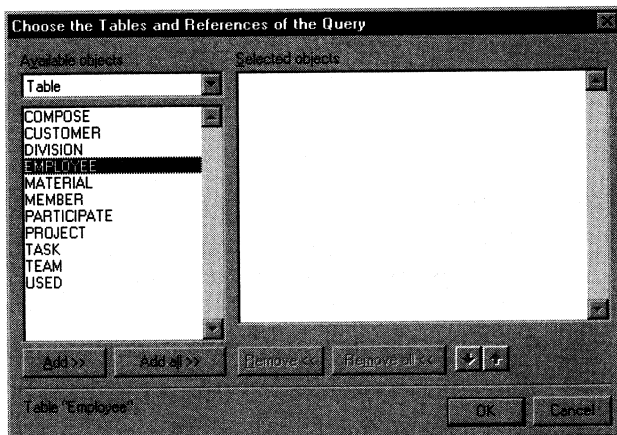 Choose the Tables and References of the Query
Available objects
Selected objects
Table
COMPOSE
CUSTOMER
DIVISION
EMPLOYEE
MATERIAL
MEMBER
PARTICIPATE
PROJECT
TASK
TEAM
USED
Add >>
Add all >>
Remove <<
Remove all <<
Table "Employee"
OK
Cancel